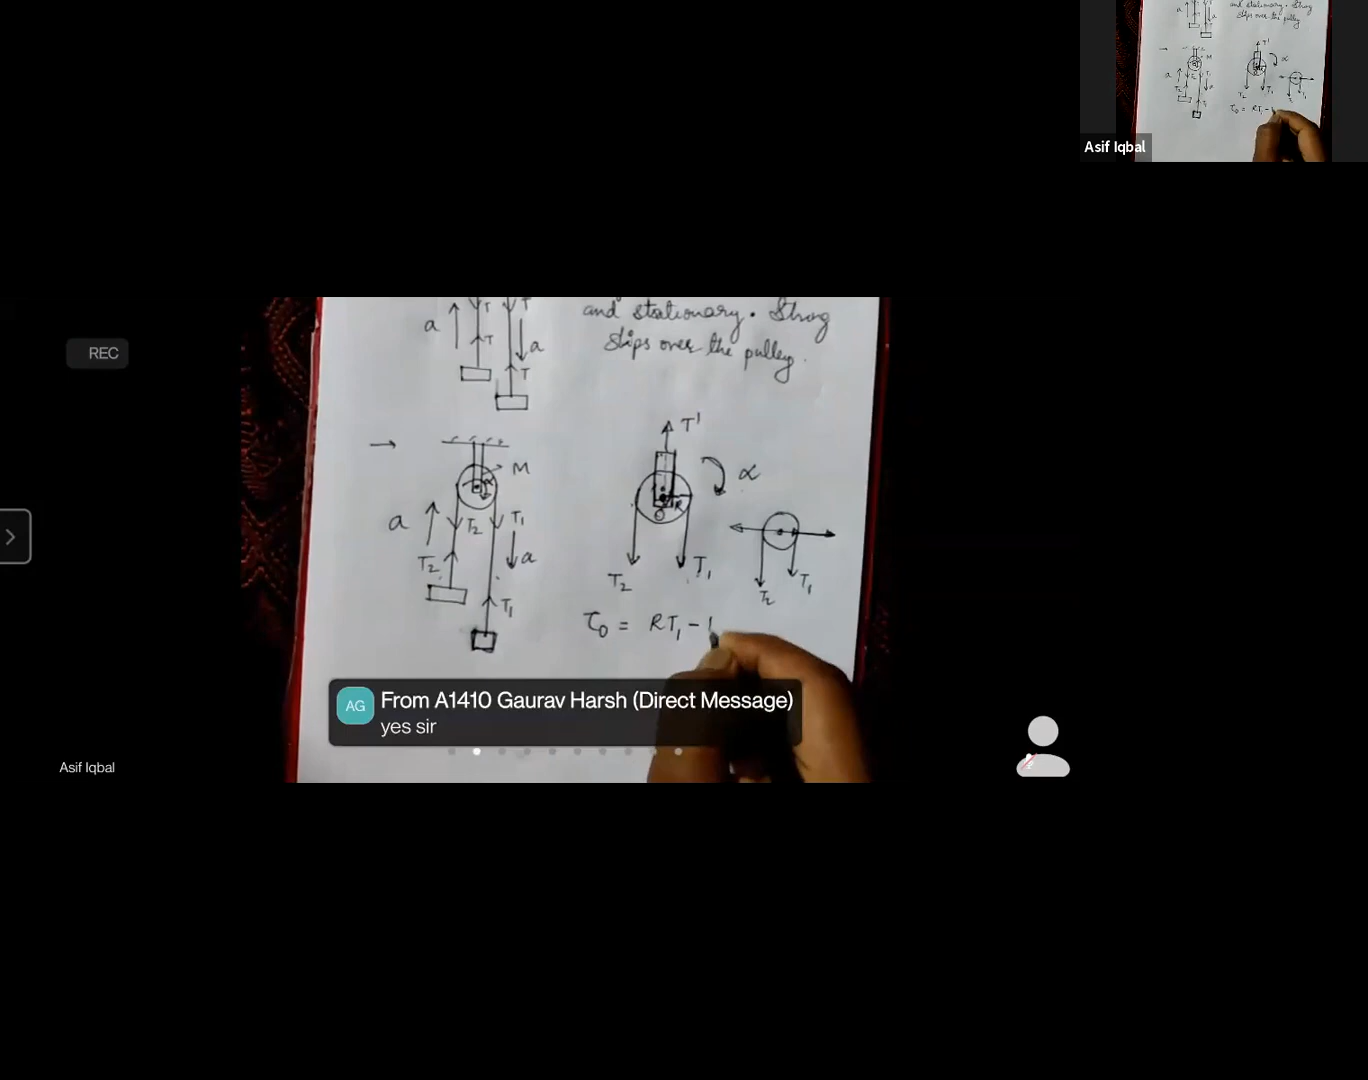 Asif Iqbal
REC
and stationary. String
slips over the pulley.
a
T
T
T
T
a
M
α
a
T2
T1
T2
a
T1
T'
α
O
R
T2
T1
T2
T1
τ0 = RT1 -
From A1410 Gaurav Harsh (Direct Message)
AG
yes sir
Asif Iqbal